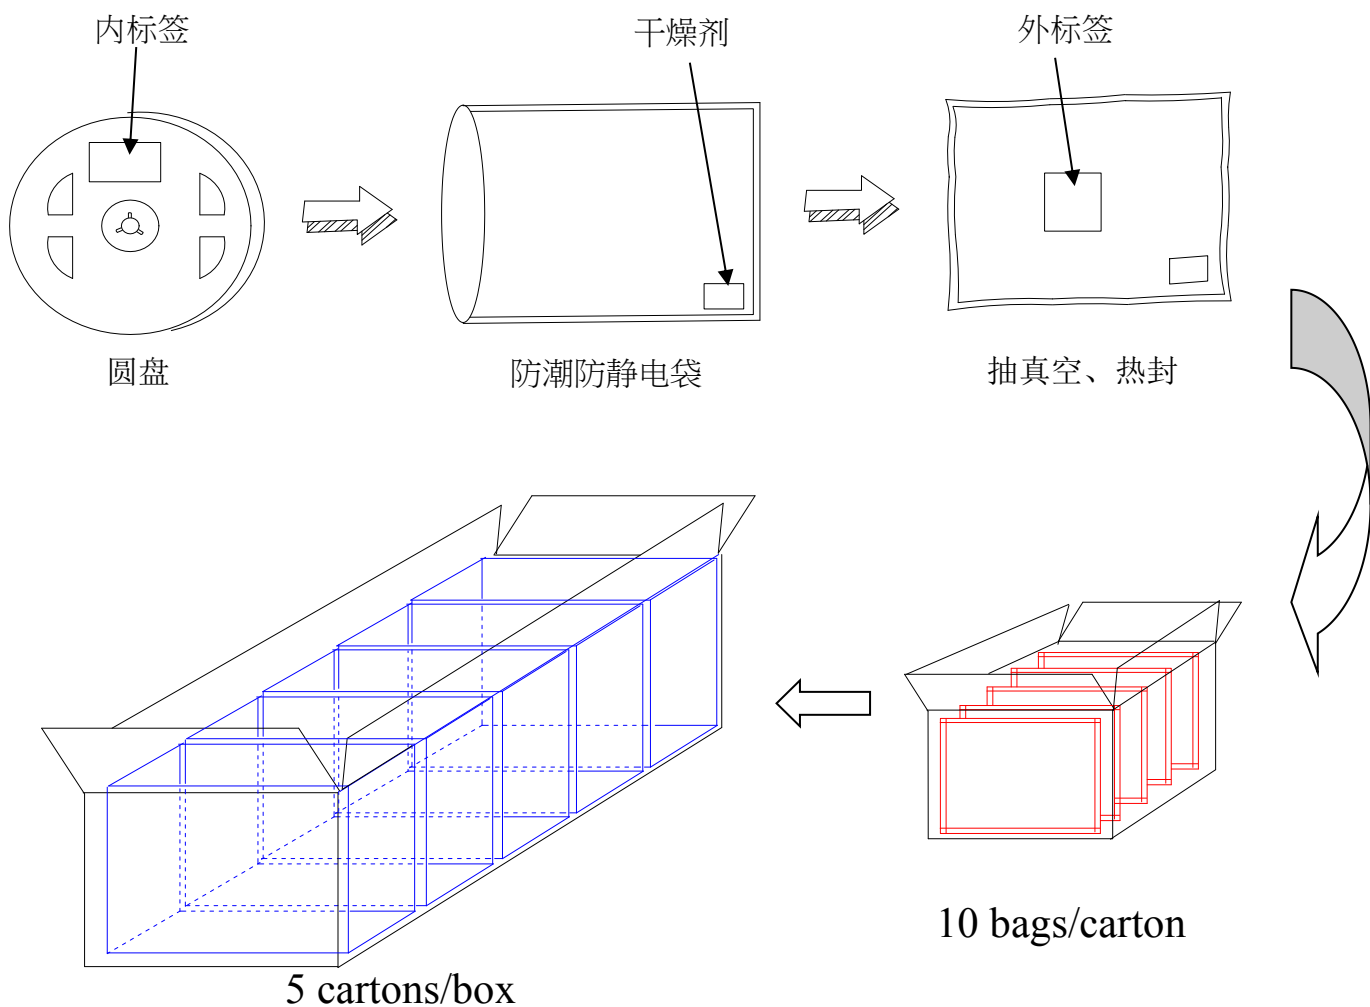 内标签
干燥剂
外标签
圆盘
防潮防静电袋
抽真空、热封
10 bags/carton
5 cartons/box